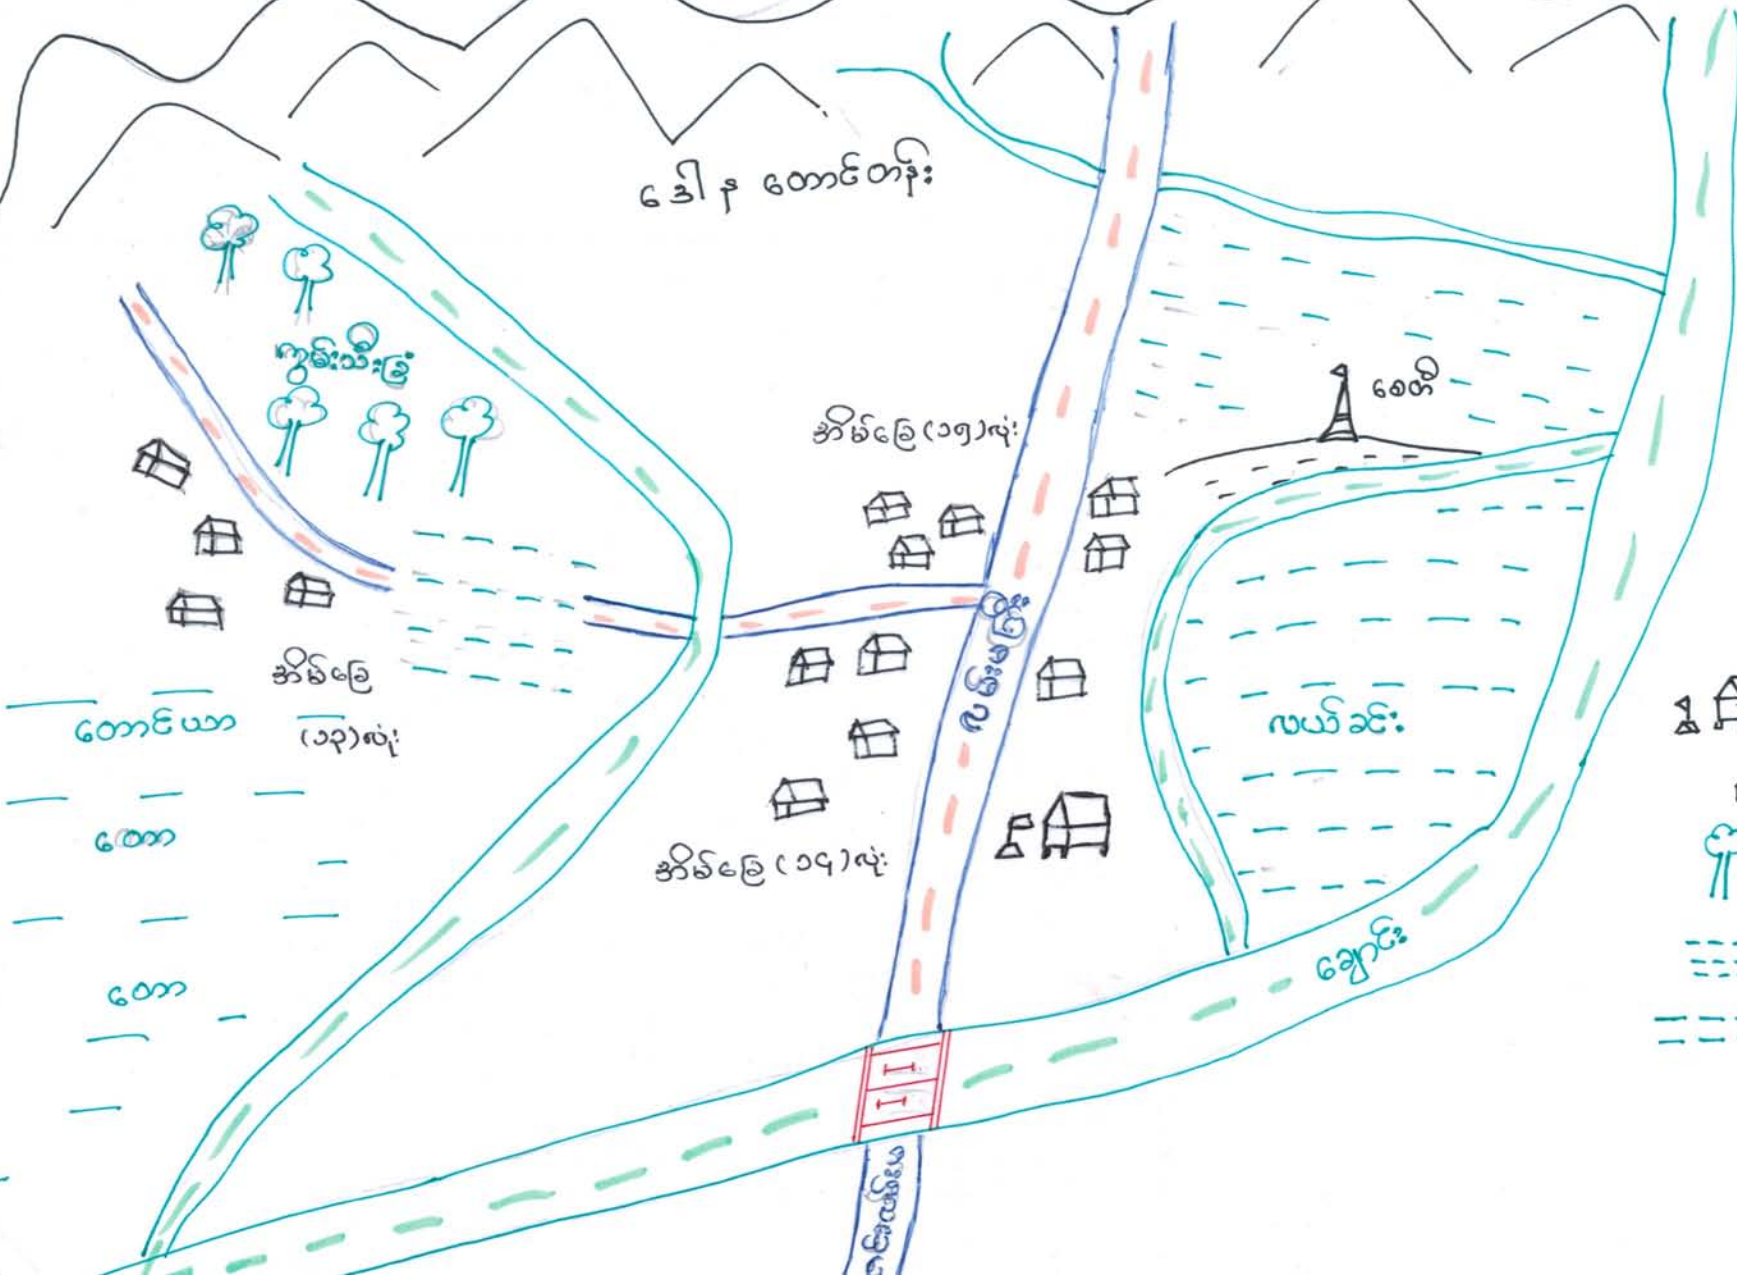 ဒေါန တောင်တန်း
ကွမ်းသီးခြံ
စေတီ
အိမ်ခြေ(၁၅)လုံး
လမ်းမကြီး
အိမ်ခြေ
(၁၃)လုံး
တောင်ယာ
လယ်ခင်း
တော
အိမ်ခြေ(၁၄)လုံး
ချောင်း
တော